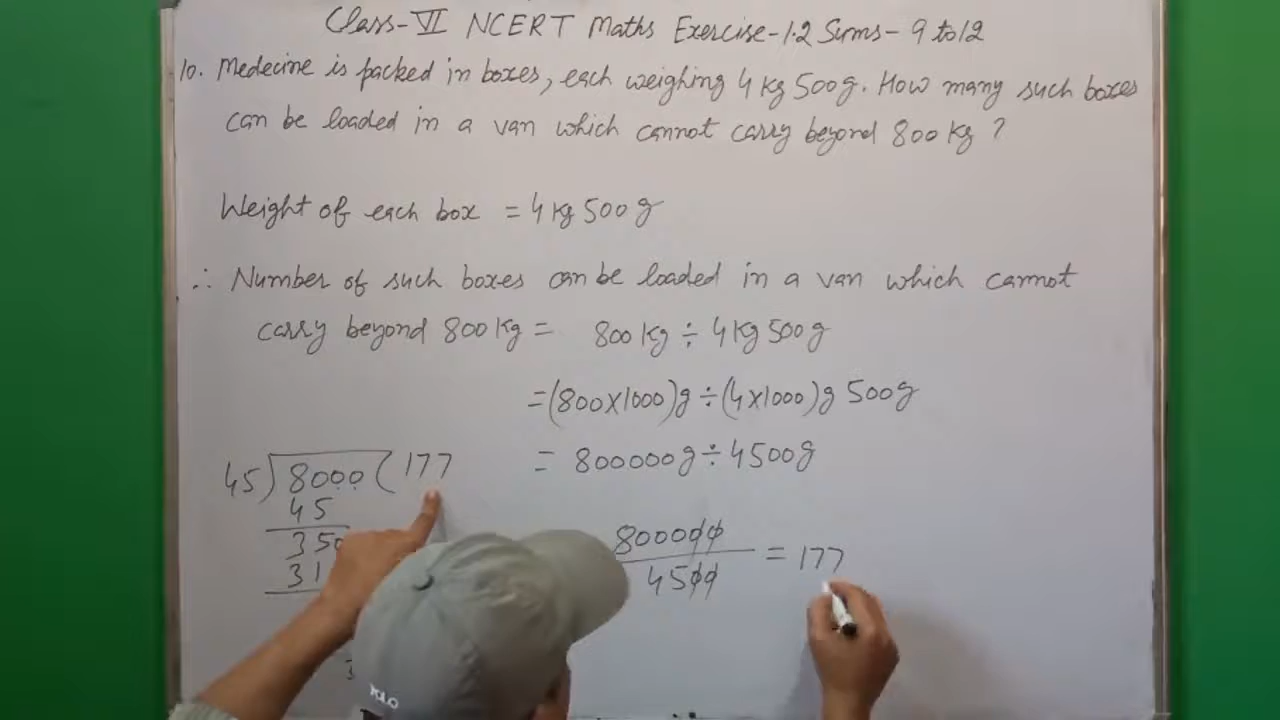 Class-VI NCERT Maths Exercise-1.2 Sums- 9 to 12
10. Medecine is packed in boxes, each weighing 4 kg 500g. How many such boxes
can be loaded in a van which cannot carry beyond 800 kg ?
Weight of each box = 4 kg 500 g
∴ Number of such boxes can be loaded in a van which cannot
carry beyond 800 kg = 800 kg ÷ 4 kg 500 g
=(800×1000)g ÷ (4×1000)g 500g
= 800000g ÷ 4500g
45) 8000 (177
45
350
31
800000
4500
= 177
3
YOLO